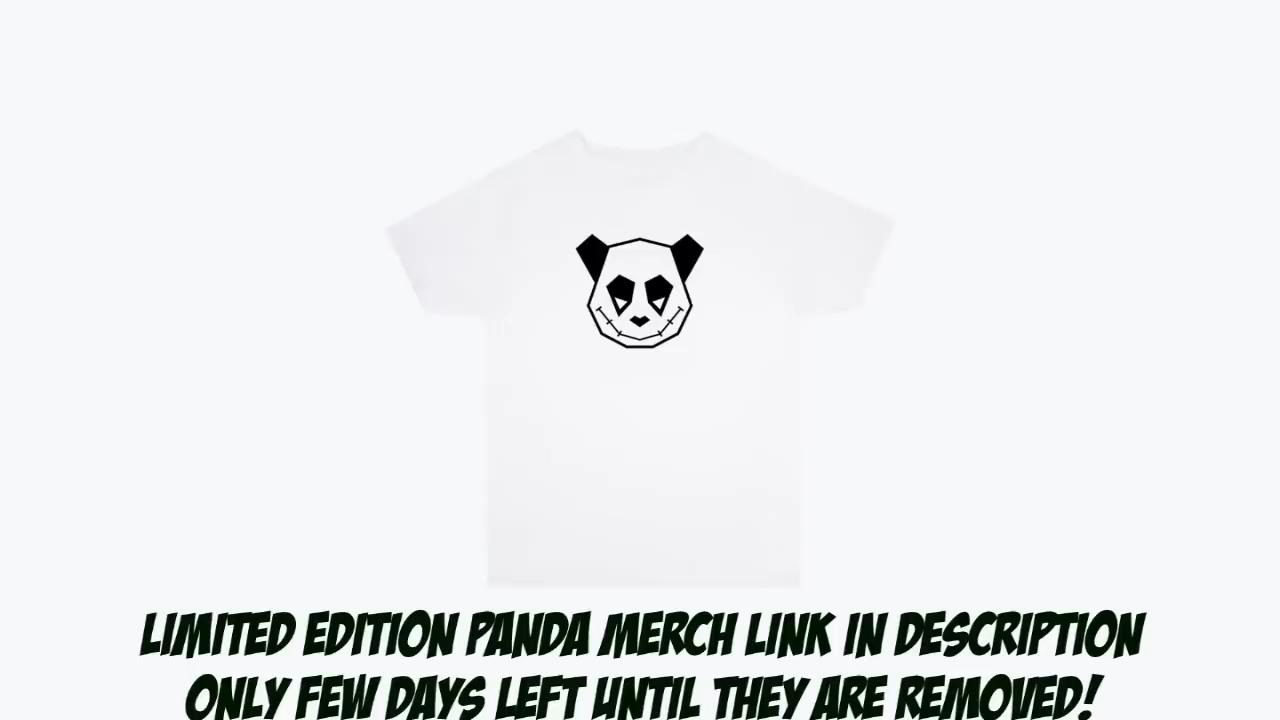 LIMITED EDITION PANDA MERCH LINK IN DESCRIPTION
ONLY FEW DAYS LEFT UNTIL THEY ARE REMOVED!